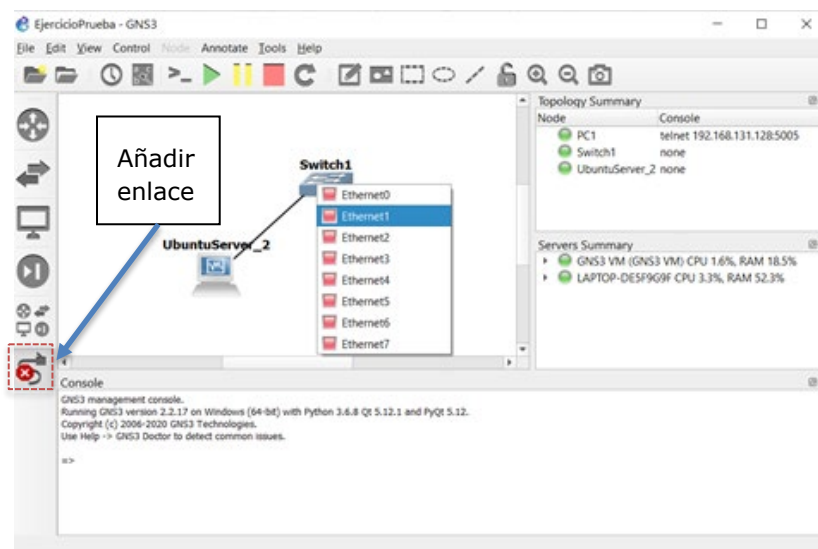 EjercicioPrueba - GNS3
File Edit View Control Node Annotate Tools Help
Añadir
enlace
Switch1
Ethernet0
Ethernet1
Ethernet2
Ethernet3
Ethernet4
Ethernet5
Ethernet6
Ethernet7
UbuntuServer_2
Topology Summary
Node Console
PC1 telnet 192.168.131.128:5005
Switch1 none
UbuntuServer_2 none
Servers Summary
GNS3 VM (GNS3 VM) CPU 1.6%, RAM 18.5%
LAPTOP-DE5F9G9F CPU 3.3%, RAM 52.3%
Console
GNS3 management console.
Running GNS3 version 2.2.17 on Windows (64-bit) with Python 3.6.8 Qt 5.12.1 and PyQt 5.12.
Copyright (c) 2006-2020 GNS3 Technologies.
Use Help -> GNS3 Doctor to detect common issues.
=>